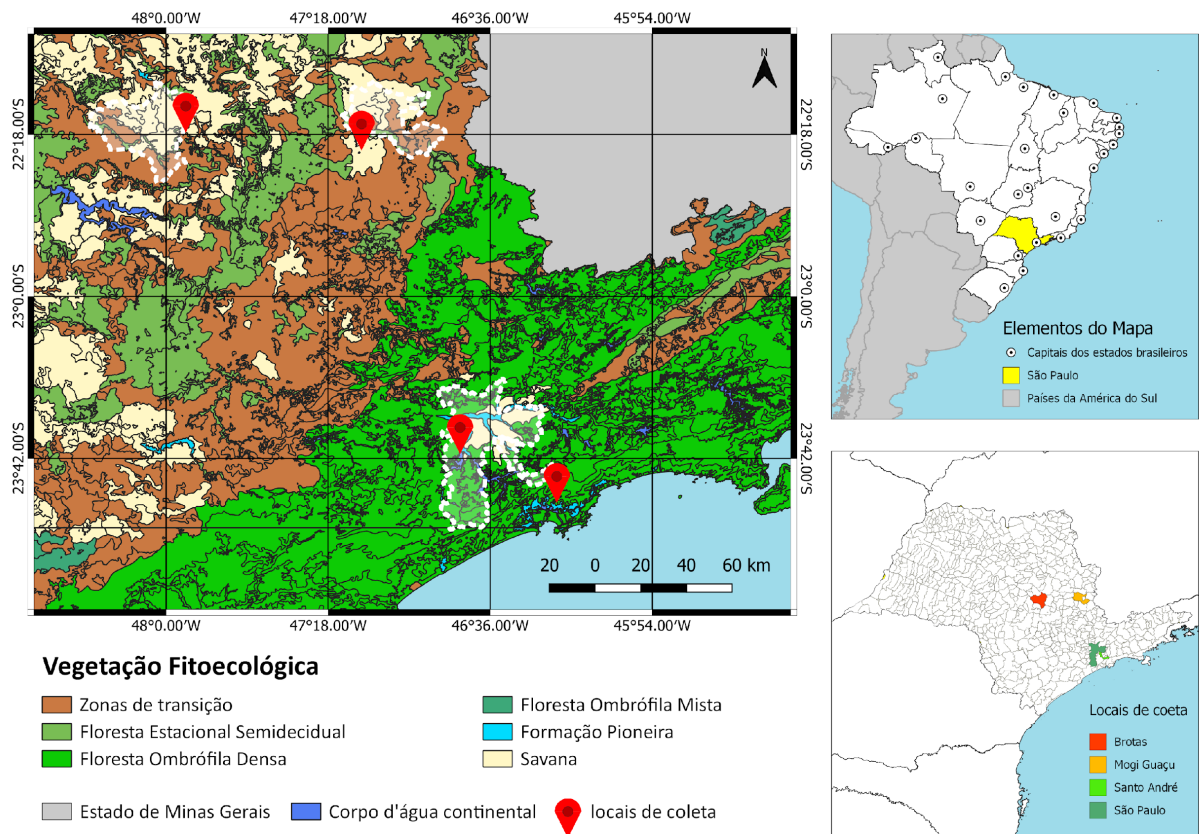 48°0.00'W 47°18.00'W 46°36.00'W 45°54.00'W
N
22°18.00'S 22°18.00'S
23°0.00'S 23°0.00'S
23°42.00'S 23°42.00'S
20 0 20 40 60 km
48°0.00'W 47°18.00'W 46°36.00'W 45°54.00'W
Vegetação Fitoecológica
Zonas de transição
Floresta Estacional Semidecidual
Floresta Ombrófila Densa
Floresta Ombrófila Mista
Formação Pioneira
Savana
Estado de Minas Gerais
Corpo d'água continental
locais de coleta
Elementos do Mapa
Capitais dos estados brasileiros
São Paulo
Países da América do Sul
Locais de coeta
Brotas
Mogi Guaçu
Santo André
São Paulo